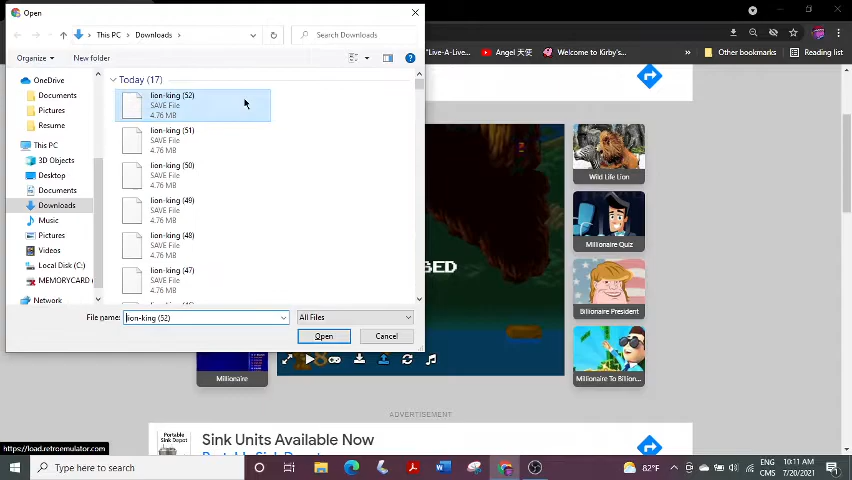 Open
This PC
Downloads
Search Downloads
Organize
New folder
OneDrive
Documents
Pictures
Resume
This PC
3D Objects
Desktop
Documents
Downloads
Music
Pictures
Videos
Local Disk (C:)
MEMORYCARD (
Network
Today (17)
lion-king (52)
SAVE File
4.76 MB
lion-king (51)
SAVE File
4.76 MB
lion-king (50)
SAVE File
4.76 MB
lion-king (49)
SAVE File
4.76 MB
lion-king (48)
SAVE File
4.76 MB
lion-king (47)
SAVE File
4.76 MB
File name:
lion-king (52)
All Files
Open
Cancel
"Live-A-Live...
Angel 天使
Welcome to Kirby's...
»
Other bookmarks
Reading list
Wild Life Lion
Millionaire Quiz
Billionaire President
Millionaire To Billion...
Millionaire
ADVERTISEMENT
PORTABLE
Sink Depot
Sink Units Available Now
https://load.retroemulator.com
Type here to search
82°F
ENG
CMS
10:11 AM
7/20/2021